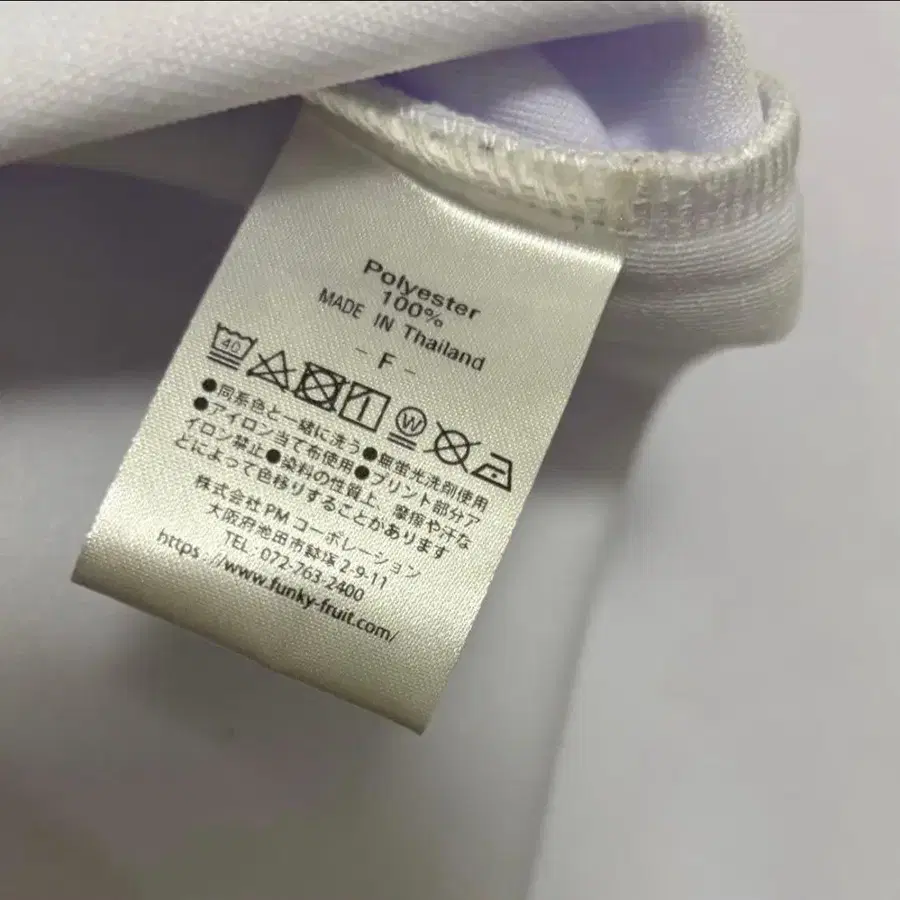 Polyester
100%
MADE IN Thailand
- F -
40 W
●同系色と一緒に洗う●無蛍光洗剤使用
●アイロン当て布使用●プリント部分ア
イロン禁止●染料の性質上、摩擦や汗な
どによって色移りすることがあります
株式会社PMコーポレーション
大阪府池田市鉢塚2-9-11
TEL: 072-763-2400
https://www.funky-fruit.com/